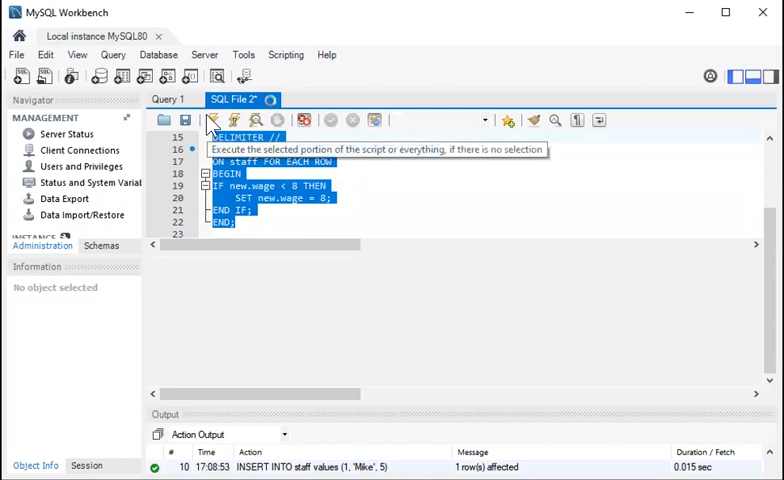 MySQL Workbench
Local instance MySQL80
File Edit View Query Database Server Tools Scripting Help
Navigator
MANAGEMENT
Server Status
Client Connections
Users and Privileges
Status and System Variab
Data Export
Data Import/Restore
Administration Schemas
Information
No object selected
Object Info Session
Query 1 SQL File 2*
15 DELIMITER //
Execute the selected portion of the script or everything, if there is no selection
16
17 ON staff FOR EACH ROW
18 BEGIN
19 IF new.wage < 8 THEN
20 SET new.wage = 8;
21 END IF;
22 END;
23
Output
Action Output
# Time Action Message Duration / Fetch
10 17:08:53 INSERT INTO staff values (1, 'Mike', 5) 1 row(s) affected 0.015 sec